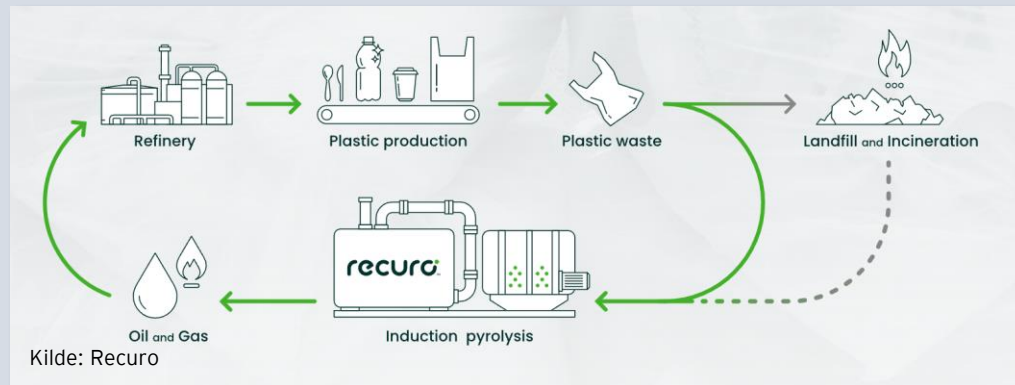 Refinery
Plastic production
Plastic waste
Landfill and Incineration
recuro
Oil and Gas
Induction pyrolysis
Kilde: Recuro